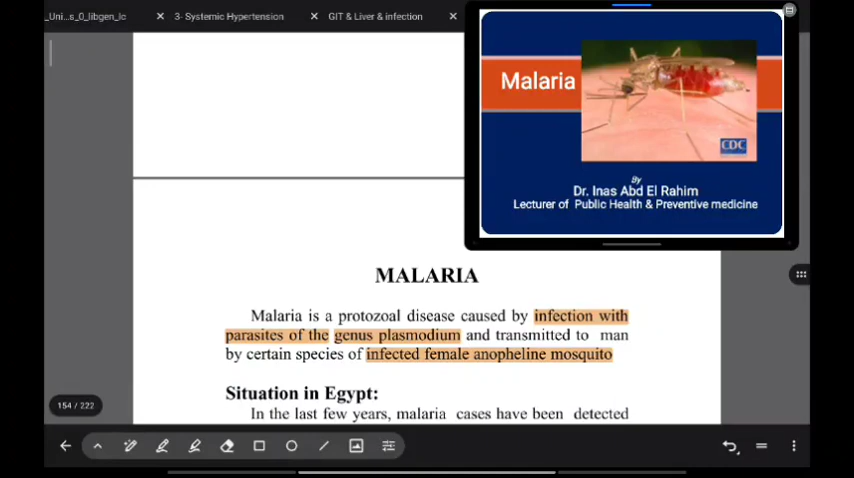 _Uni...s_0_libgen_lc
3- Systemic Hypertension
GIT & Liver & infection
Malaria
CDC
By
Dr. Inas Abd El Rahim
Lecturer of Public Health & Preventive medicine
MALARIA
Malaria is a protozoal disease caused by infection with
parasites of the genus plasmodium and transmitted to man
by certain species of infected female anopheline mosquito
Situation in Egypt:
In the last few years, malaria cases have been detected
154 / 222